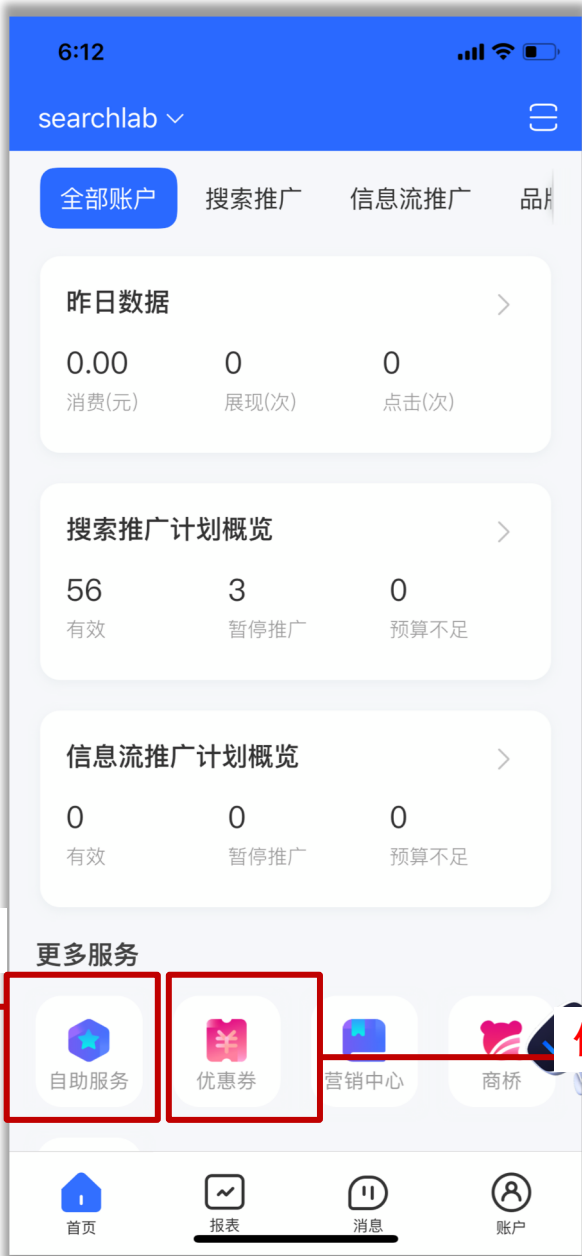 6:12
searchlab
全部账户 搜索推广 信息流推广 品
昨日数据
0.00 0 0
消费(元) 展现(次) 点击(次)
搜索推广计划概览
56 3 0
有效 暂停推广 预算不足
信息流推广计划概览
0 0 0
有效 暂停推广 预算不足
更多服务
自助服务 优惠券 营销中心 商桥
首页 报表 消息 账户